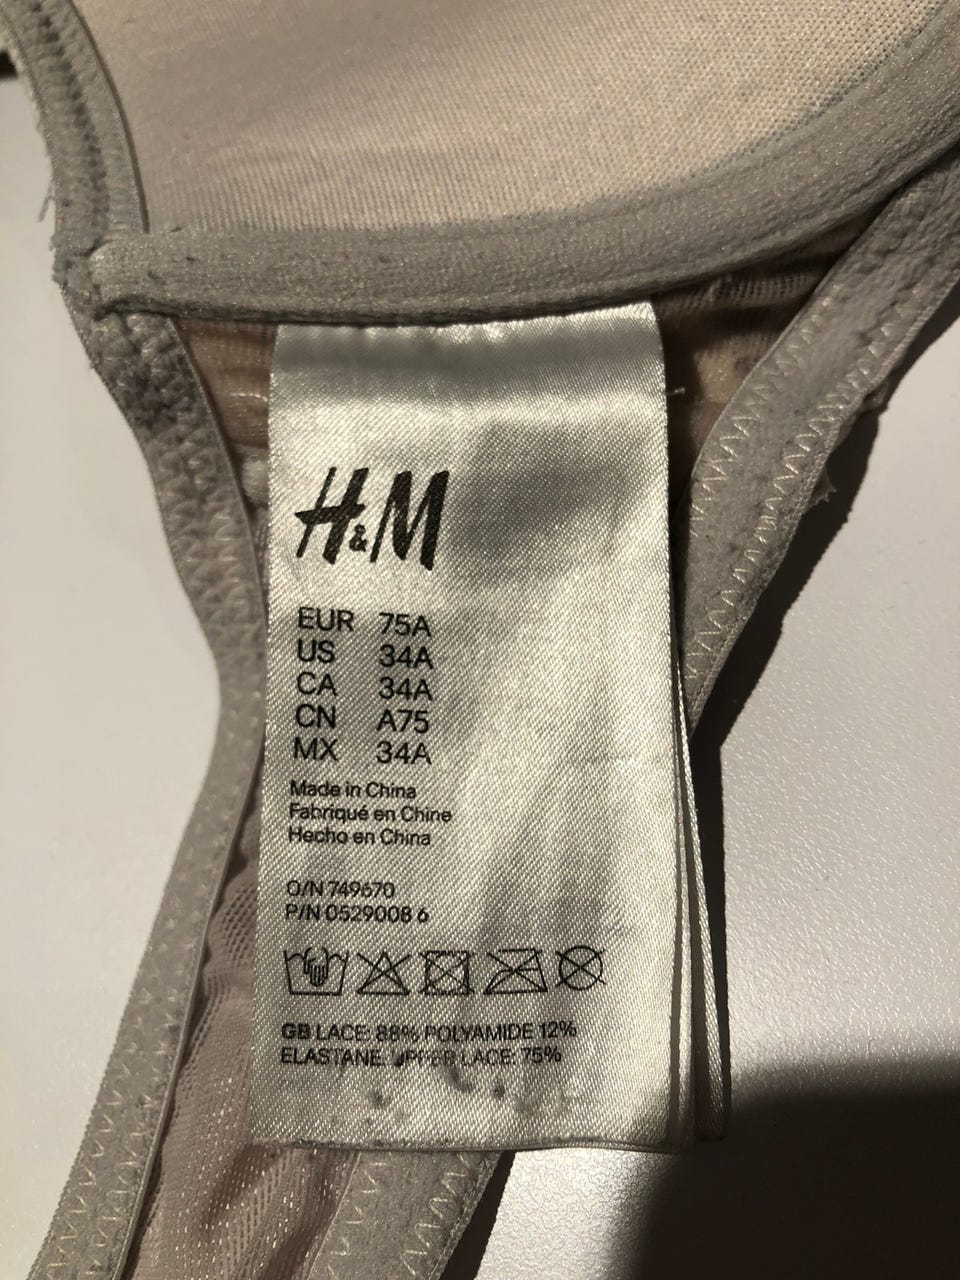 H&M
EUR 75A
US 34A
CA 34A
CN A75
MX 34A
Made in China
Fabriqué en Chine
Hecho en China
O/N 749670
P/N 0529008 6
GB LACE: 88% POLYAMIDE 12%
ELASTANE. UPPER LACE: 75%